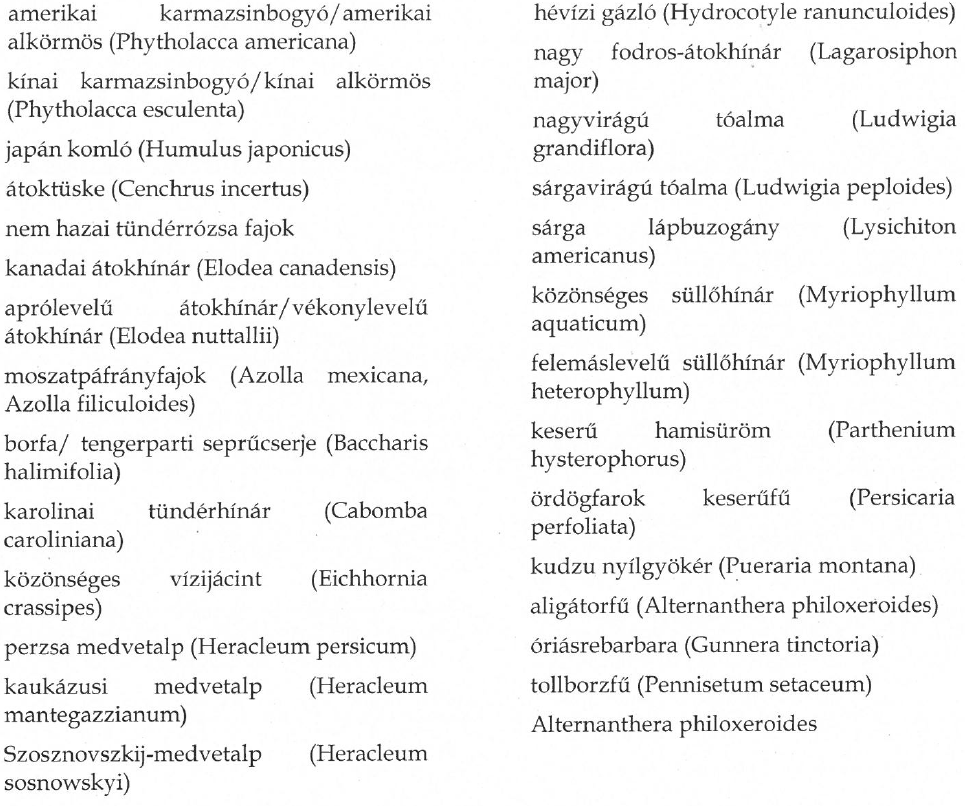 amerikai karmazsinbogyó/amerikai
alkörmös (Phytholacca americana)
kínai karmazsinbogyó/kínai alkörmös
(Phytholacca esculenta)
japán komló (Humulus japonicus)
átoktüske (Cenchrus incertus)
nem hazai tündérrózsa fajok
kanadai átokhínár (Elodea canadensis)
aprólevelű átokhínár/vékonylevelű
átokhínár (Elodea nuttallii)
moszatpáfrányfajok (Azolla mexicana,
Azolla filiculoides)
borfa/ tengerparti seprűcserje (Baccharis
halimifolia)
karolinai tündérhínár (Cabomba
caroliniana)
közönséges vízijácint (Eichhornia
crassipes)
perzsa medvetalp (Heracleum persicum)
kaukázusi medvetalp (Heracleum
mantegazzianum)
Szosznovszkij-medvetalp (Heracleum
sosnowskyi)
hévízi gázló (Hydrocotyle ranunculoides)
nagy fodros-átokhínár (Lagarosiphon
major)
nagyvirágú tóalma (Ludwigia
grandiflora)
sárgavirágú tóalma (Ludwigia peploides)
sárga lápbuzogány (Lysichiton
americanus)
közönséges süllőhínár (Myriophyllum
aquaticum)
felemáslevelű süllőhínár (Myriophyllum
heterophyllum)
keserű hamisüröm (Parthenium
hysterophorus)
ördögfarok keserűfű (Persicaria
perfoliata)
kudzu nyílgyökér (Pueraria montana)
aligátorfű (Alternanthera philoxeroides)
óriásrebarbara (Gunnera tinctoria)
tollborzfű (Pennisetum setaceum)
Alternanthera philoxeroides